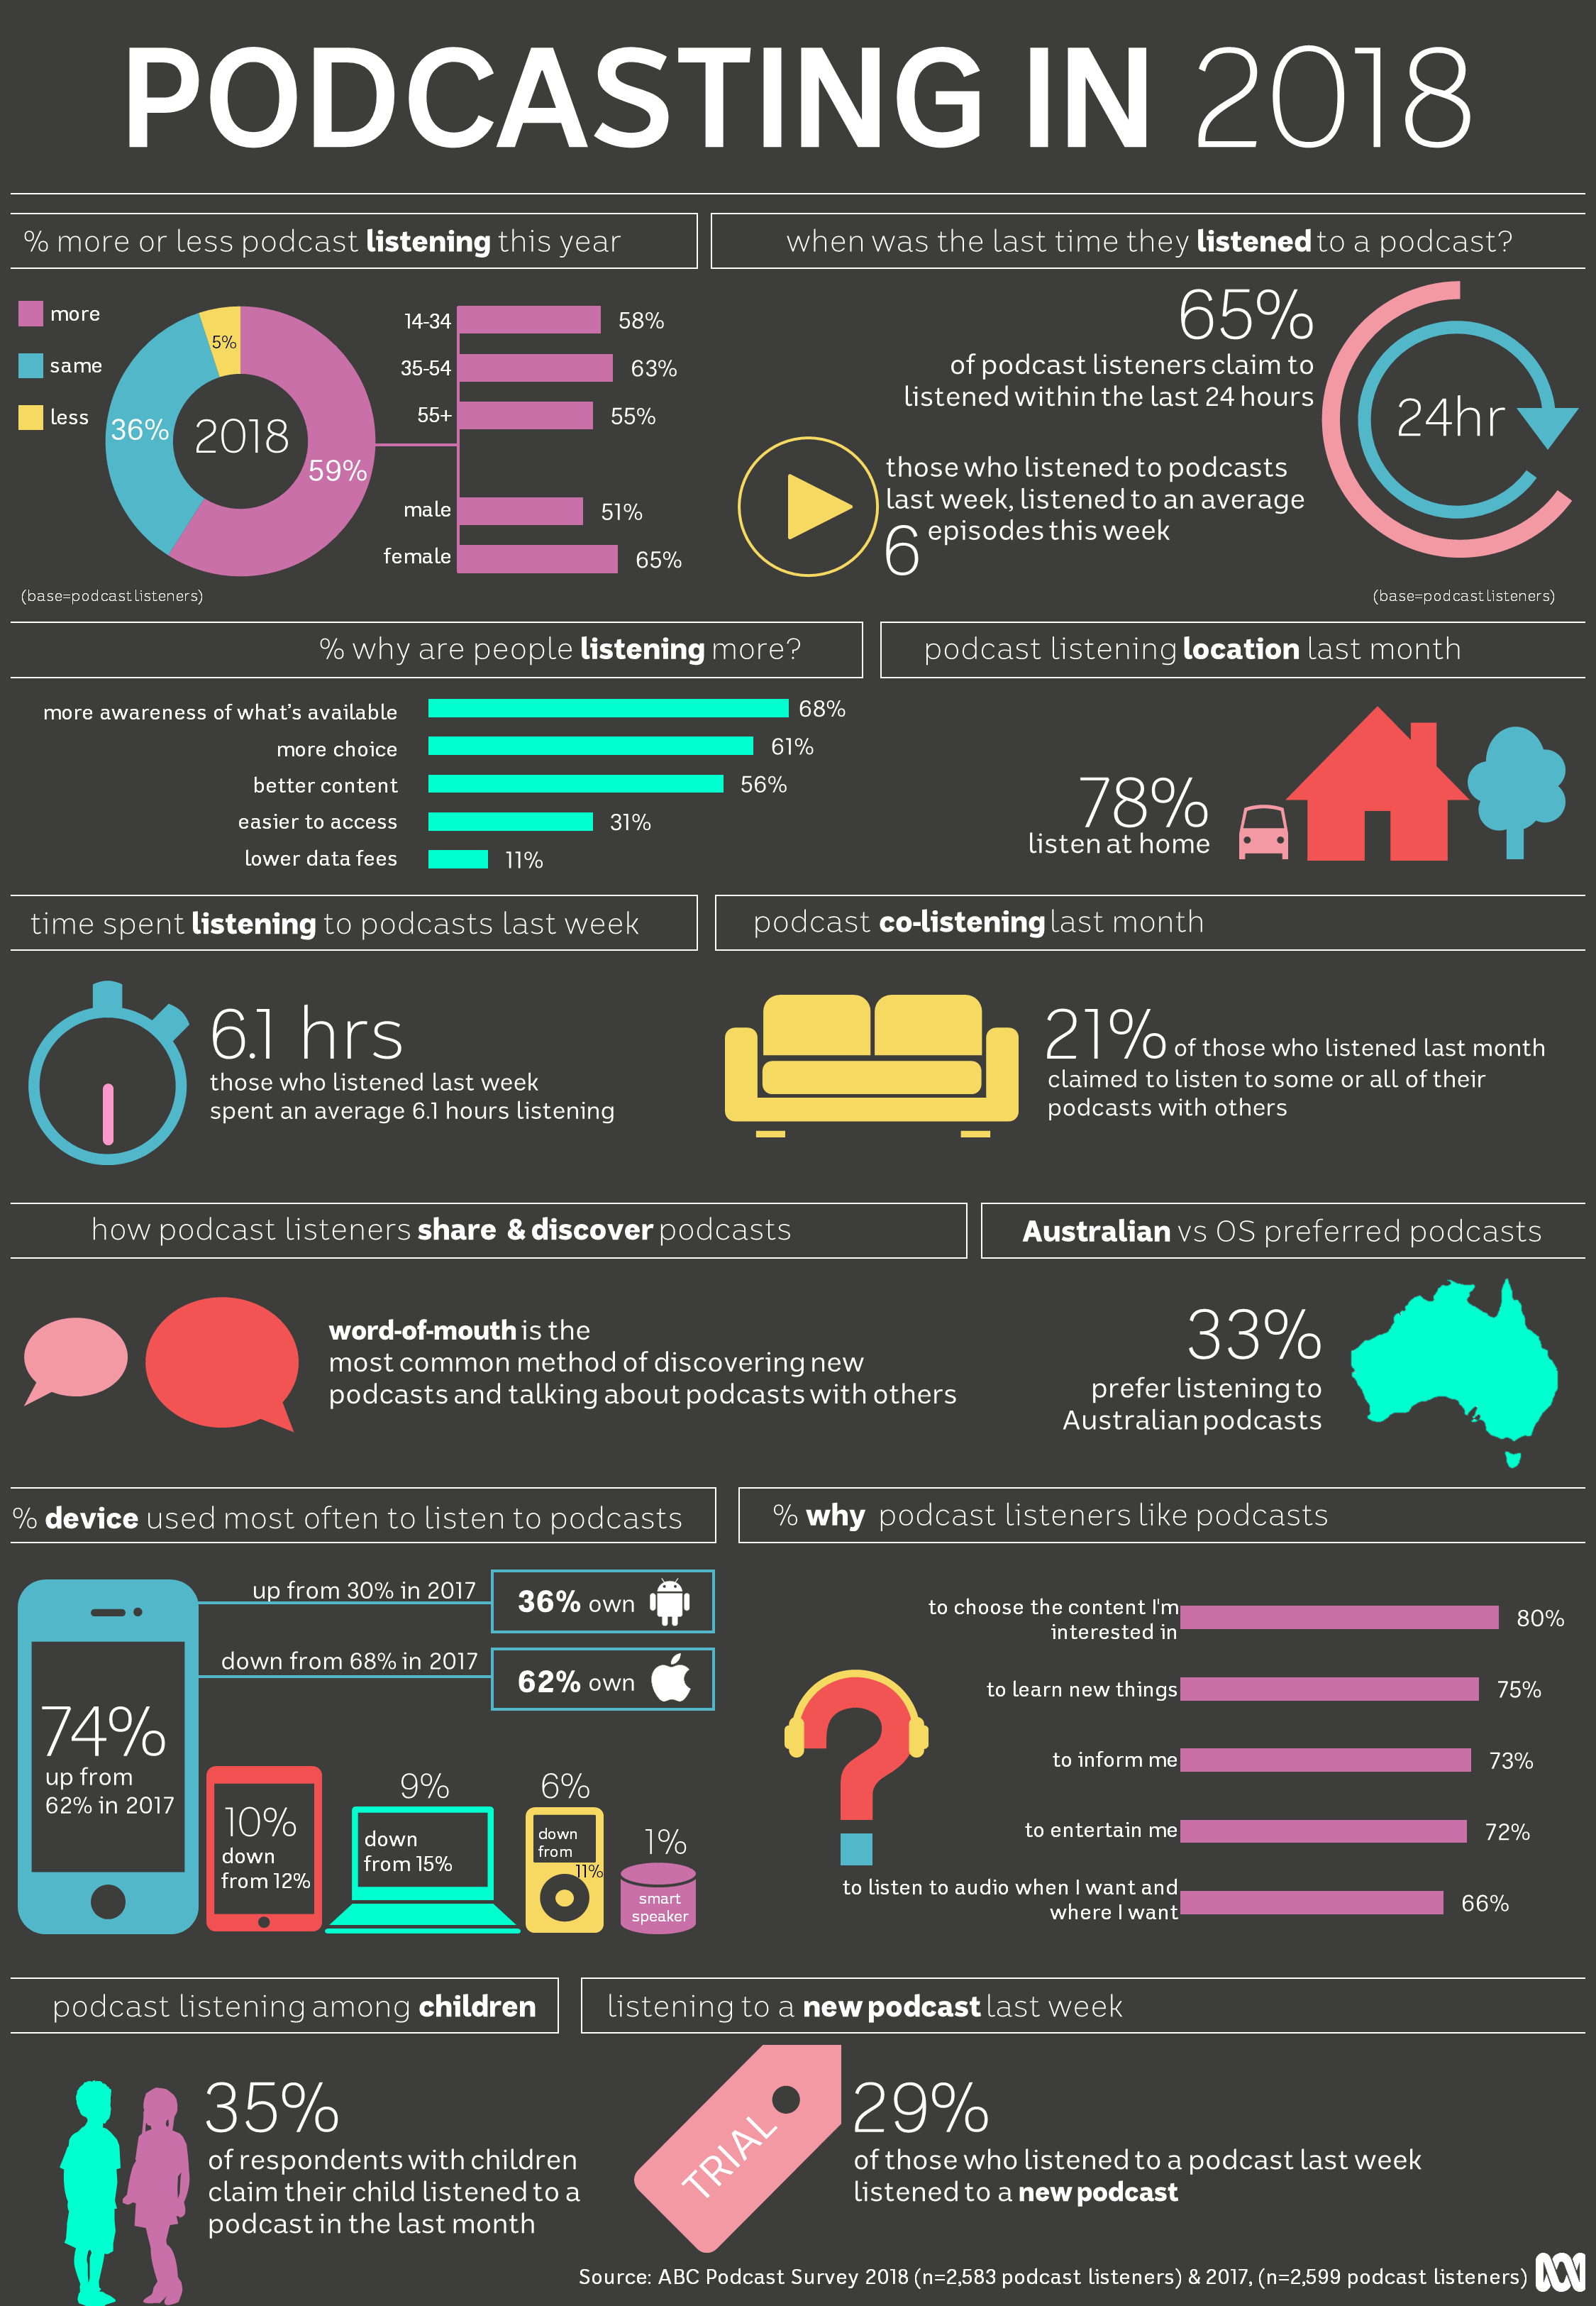 PODCASTING IN 2018
% more or less podcast listening this year
more
same
less
5%
36%
2018
59%
14-34
58%
35-54
63%
55+
55%
male
51%
female
65%
(base=podcast listeners)
when was the last time they listened to a podcast?
65%
of podcast listeners claim to
listened within the last 24 hours
24hr
those who listened to podcasts
last week, listened to an average
6 episodes this week
(base=podcast listeners)
% why are people listening more?
more awareness of what's available
68%
more choice
61%
better content
56%
easier to access
31%
lower data fees
11%
podcast listening location last month
78%
listen at home
time spent listening to podcasts last week
6.1 hrs
those who listened last week
spent an average 6.1 hours listening
podcast co-listening last month
21% of those who listened last month
claimed to listen to some or all of their
podcasts with others
how podcast listeners share & discover podcasts
word-of-mouth is the
most common method of discovering new
podcasts and talking about podcasts with others
Australian vs OS preferred podcasts
33%
prefer listening to
Australian podcasts
% device used most often to listen to podcasts
up from 30% in 2017
36% own
down from 68% in 2017
62% own
74%
up from
62% in 2017
10%
down
from 12%
9%
down
from 15%
6%
down
from
11%
1%
smart
speaker
% why podcast listeners like podcasts
to choose the content I'm
interested in
80%
to learn new things
75%
to inform me
73%
to entertain me
72%
to listen to audio when I want and
where I want
66%
podcast listening among children
35%
of respondents with children
claim their child listened to a
podcast in the last month
listening to a new podcast last week
TRIAL
29%
of those who listened to a podcast last week
listened to a new podcast
Source: ABC Podcast Survey 2018 (n=2,583 podcast listeners) & 2017, (n=2,599 podcast listeners)